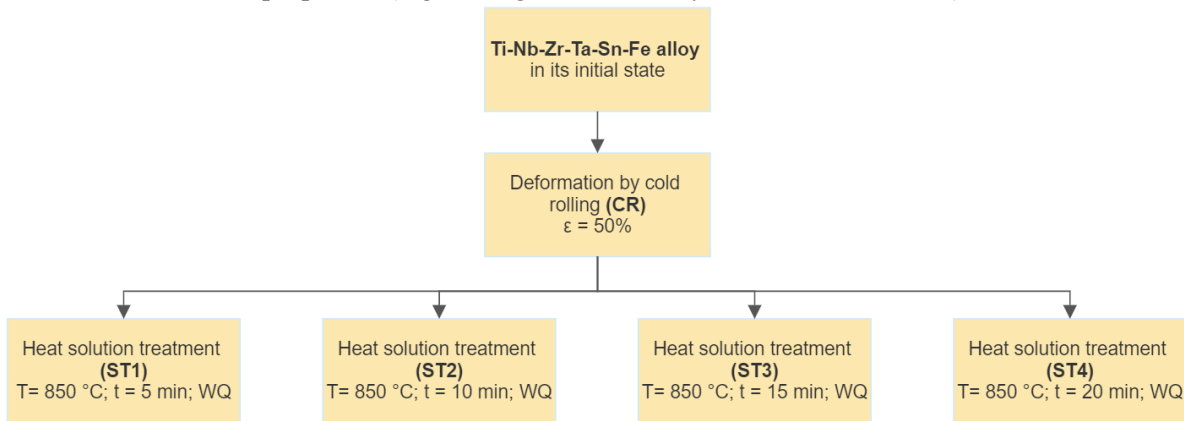 Ti-Nb-Zr-Ta-Sn-Fe alloy
in its initial state
Deformation by cold
rolling (CR)
ε = 50%
Heat solution treatment
(ST1)
T= 850 °C; t = 5 min; WQ
Heat solution treatment
(ST2)
T= 850 °C; t = 10 min; WQ
Heat solution treatment
(ST3)
T= 850 °C; t = 15 min; WQ
Heat solution treatment
(ST4)
T= 850 °C; t = 20 min; WQ